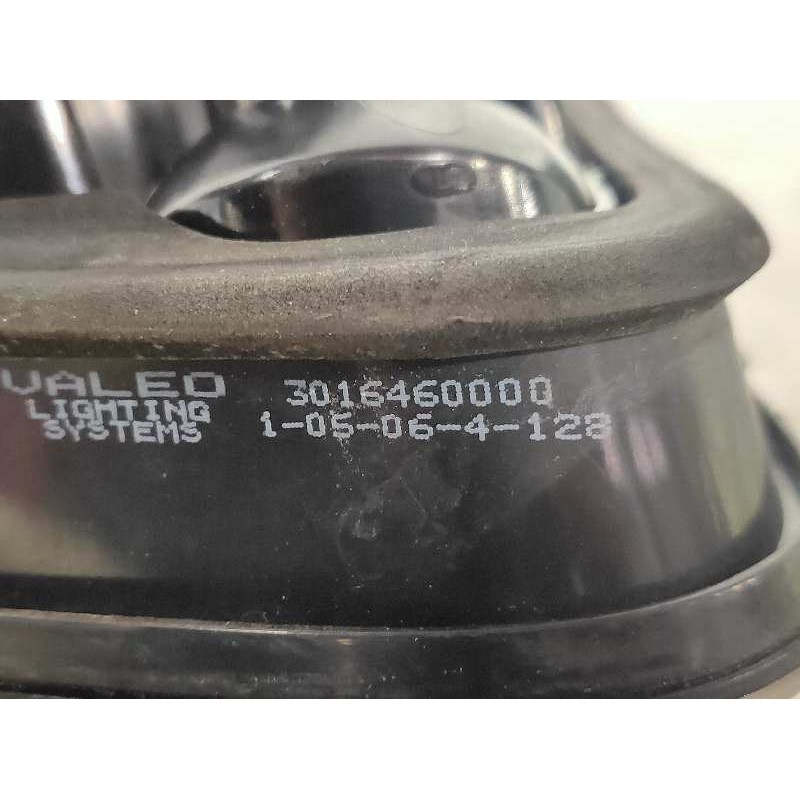 VALEO
LIGHTING
SYSTEMS
3016460000
1-05-06-4-128